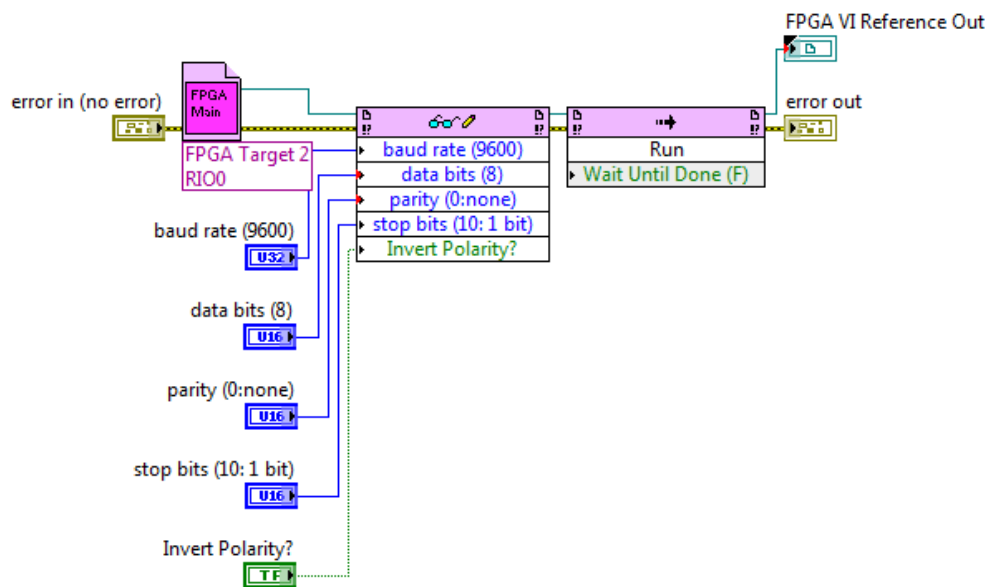 FPGA VI Reference Out
error in (no error)
FPGA
Main
error out
baud rate (9600)
Run
FPGA Target 2
RIO0
data bits (8)
Wait Until Done (F)
parity (0:none)
stop bits (10: 1 bit)
Invert Polarity?
baud rate (9600)
U32
data bits (8)
U16
parity (0:none)
U16
stop bits (10: 1 bit)
U16
Invert Polarity?
TF